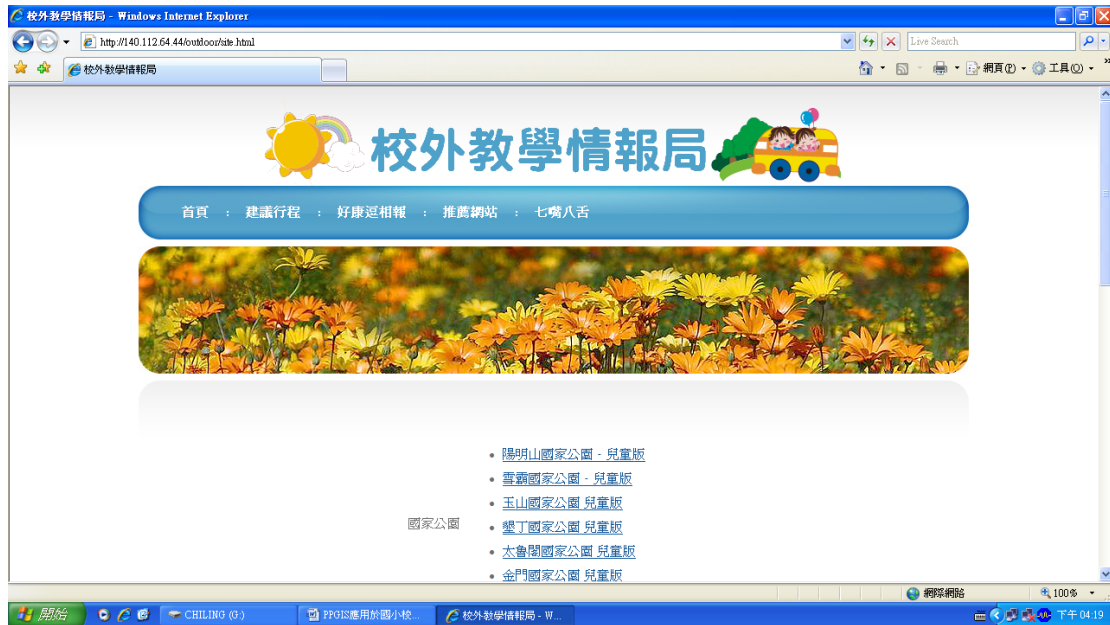 校外教學情報局 - Windows Internet Explorer
http://140.112.64.44/outdoor/site.html
Live Search
校外教學情報局
網頁(P)
工具(O)
校外教學情報局
首頁 : 建議行程 : 好康逗相報 : 推薦網站 : 七嘴八舌
陽明山國家公園 - 兒童版
雪霸國家公園 - 兒童版
玉山國家公園 兒童版
國家公園
墾丁國家公園 兒童版
太魯閣國家公園 兒童版
金門國家公園 兒童版
網際網路
100%
開始
CHILING (G:)
PPGIS應用於國小校...
校外教學情報局 - W...
下午 04:19